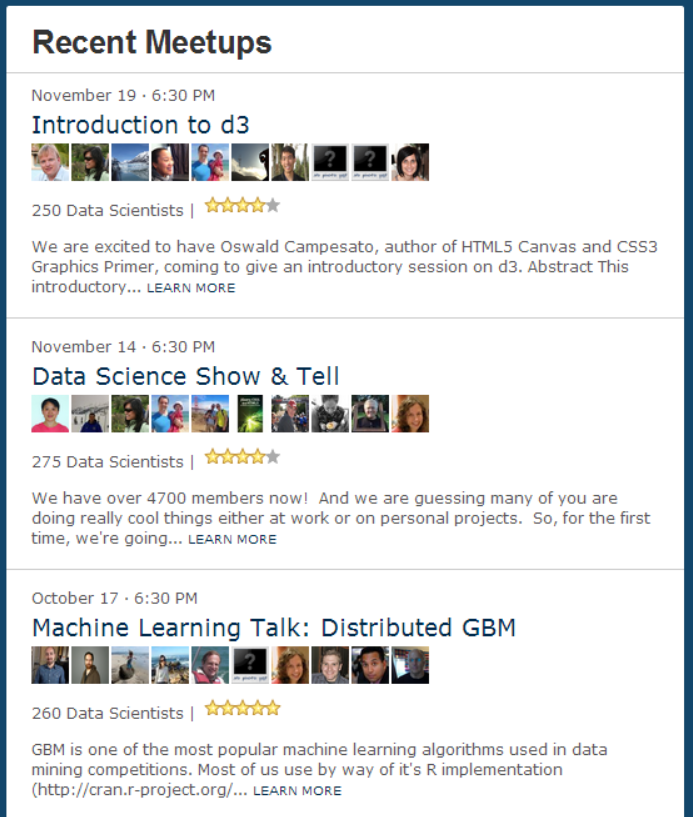 Recent Meetups
November 19 · 6:30 PM
Introduction to d3
250 Data Scientists |
We are excited to have Oswald Campesato, author of HTML5 Canvas and CSS3
Graphics Primer, coming to give an introductory session on d3. Abstract This
introductory... LEARN MORE
November 14 · 6:30 PM
Data Science Show & Tell
275 Data Scientists |
We have over 4700 members now!  And we are guessing many of you are
doing really cool things either at work or on personal projects.  So, for the first
time, we're going... LEARN MORE
October 17 · 6:30 PM
Machine Learning Talk: Distributed GBM
260 Data Scientists |
GBM is one of the most popular machine learning algorithms used in data
mining competitions. Most of us use by way of it's R implementation
(http://cran.r-project.org/... LEARN MORE